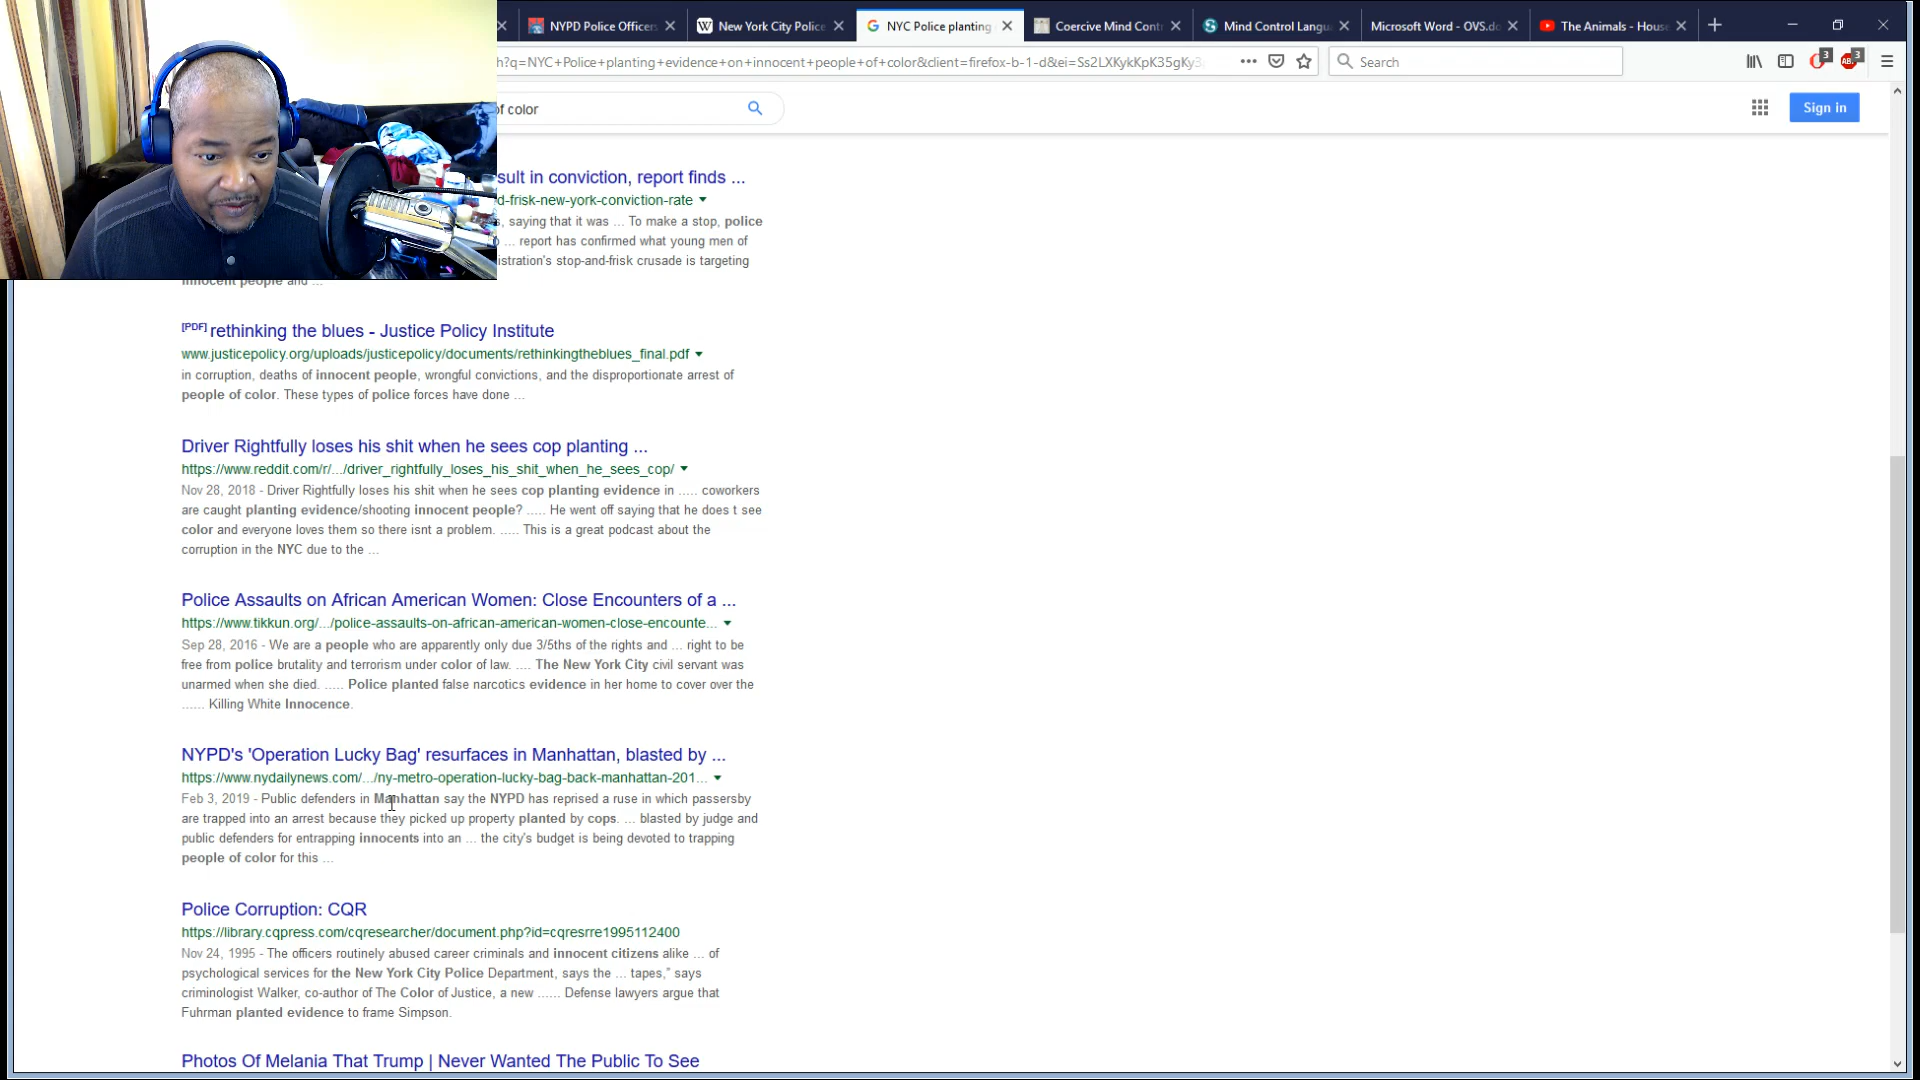 NYPD Police Officer
New York City Police
NYC Police planting
Coercive Mind Cont
Mind Control Langu
Microsoft Word - OVS.do
The Animals - Hous
h?q=NYC+Police+planting+evidence+on+innocent+people+of+color&client=firefox-b-1-d&ei=Ss2LXKykKpK35gKy3
Search
3
3
of color
Sign in
sult in conviction, report finds ...
d-frisk-new-york-conviction-rate
, saying that it was ... To make a stop, police
... report has confirmed what young men of
istration's stop-and-frisk crusade is targeting
innocent people and ...
[PDF] rethinking the blues - Justice Policy Institute
www.justicepolicy.org/uploads/justicepolicy/documents/rethinkingtheblues_final.pdf
in corruption, deaths of innocent people, wrongful convictions, and the disproportionate arrest of
people of color. These types of police forces have done ...
Driver Rightfully loses his shit when he sees cop planting ...
https://www.reddit.com/r/.../driver_rightfully_loses_his_shit_when_he_sees_cop/
Nov 28, 2018 - Driver Rightfully loses his shit when he sees cop planting evidence in ..... coworkers
are caught planting evidence/shooting innocent people? ..... He went off saying that he does t see
color and everyone loves them so there isnt a problem. ..... This is a great podcast about the
corruption in the NYC due to the ...
Police Assaults on African American Women: Close Encounters of a ...
https://www.tikkun.org/.../police-assaults-on-african-american-women-close-encounte...
Sep 28, 2016 - We are a people who are apparently only due 3/5ths of the rights and ... right to be
free from police brutality and terrorism under color of law. .... The New York City civil servant was
unarmed when she died. ..... Police planted false narcotics evidence in her home to cover over the
...... Killing White Innocence.
NYPD's 'Operation Lucky Bag' resurfaces in Manhattan, blasted by ...
https://www.nydailynews.com/.../ny-metro-operation-lucky-bag-back-manhattan-201...
Feb 3, 2019 - Public defenders in Manhattan say the NYPD has reprised a ruse in which passersby
are trapped into an arrest because they picked up property planted by cops. ... blasted by judge and
public defenders for entrapping innocents into an ... the city's budget is being devoted to trapping
people of color for this ...
Police Corruption: CQR
https://library.cqpress.com/cqresearcher/document.php?id=cqresrre1995112400
Nov 24, 1995 - The officers routinely abused career criminals and innocent citizens alike ... of
psychological services for the New York City Police Department, says the ... tapes," says
criminologist Walker, co-author of The Color of Justice, a new ...... Defense lawyers argue that
Fuhrman planted evidence to frame Simpson.
Photos Of Melania That Trump | Never Wanted The Public To See